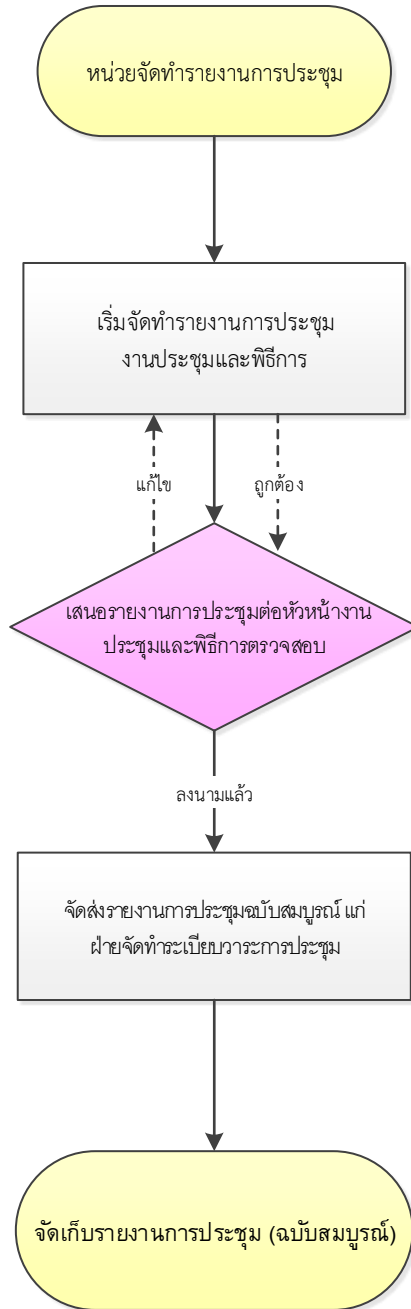 หน่วยจัดทำรายงานการประชุม
เริ่มจัดทำรายงานการประชุม
งานประชุมและพิธีการ
แก้ไข
ถูกต้อง
เสนอรายงานการประชุมต่อหัวหน้างาน
ประชุมและพิธีการตรวจสอบ
ลงนามแล้ว
จัดส่งรายงานการประชุมฉบับสมบูรณ์ แก่
ฝ่ายจัดทำระเบียบวาระการประชุม
จัดเก็บรายงานการประชุม (ฉบับสมบูรณ์)